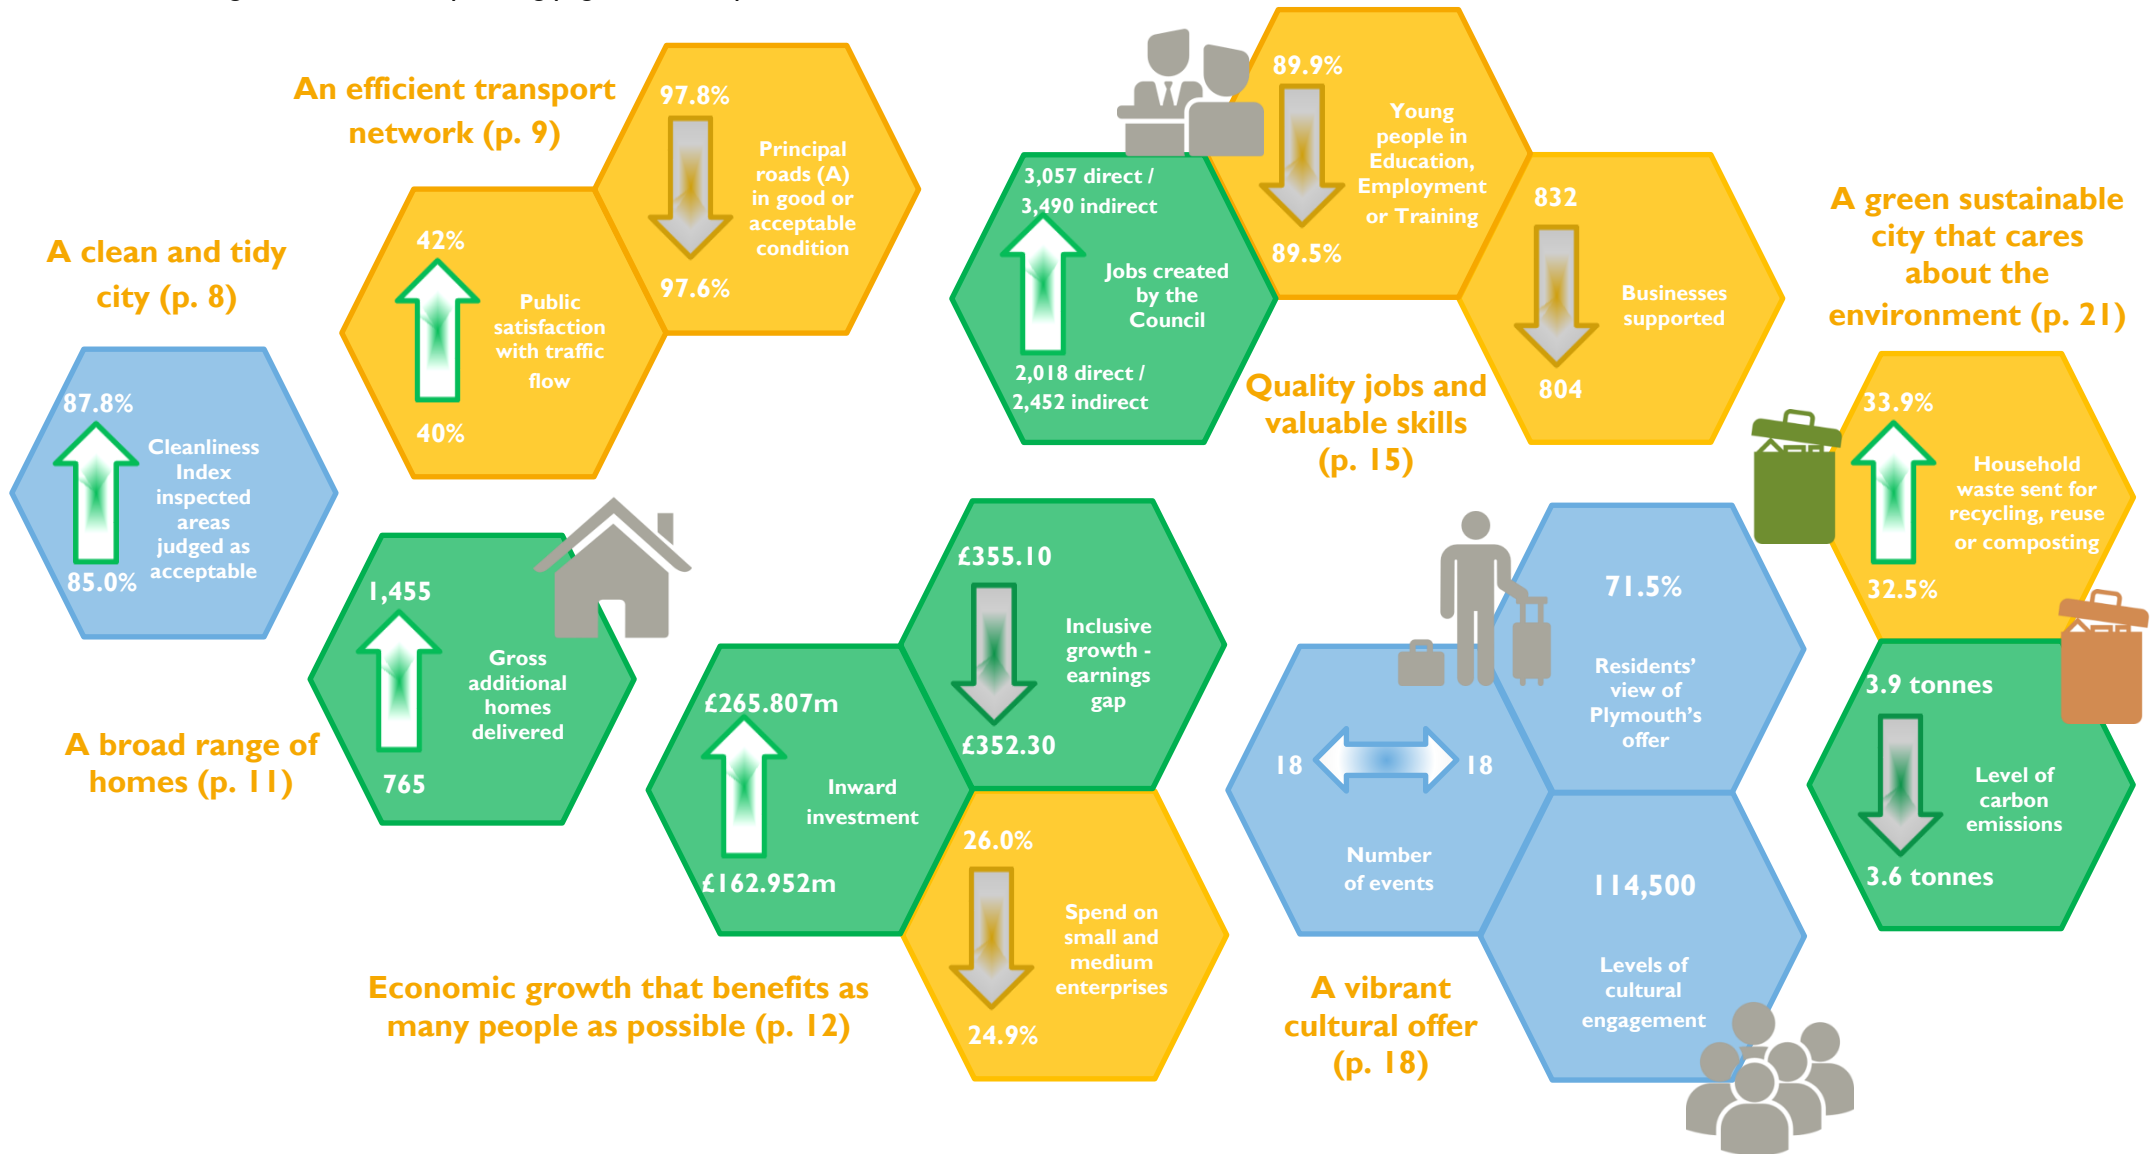 An efficient transport
network (p. 9)
97.8%
Principal
roads (A)
in good or
acceptable
condition
97.6%
42%
Public
satisfaction
with traffic
flow
40%
A clean and tidy
city (p. 8)
87.8%
Cleanliness
Index
inspected
areas
judged as
acceptable
85.0%
89.9%
Young
people in
Education,
Employment
or Training
89.5%
3,057 direct /
3,490 indirect
Jobs created
by the
Council
2,018 direct /
2,452 indirect
832
Businesses
supported
804
Quality jobs and
valuable skills
(p. 15)
A green sustainable
city that cares
about the
environment (p. 21)
33.9%
Household
waste sent for
recycling, reuse
or composting
32.5%
3.9 tonnes
Level of
carbon
emissions
3.6 tonnes
1,455
Gross
additional
homes
delivered
765
A broad range of
homes (p. 11)
£355.10
Inclusive
growth -
earnings
gap
£352.30
£265.807m
Inward
investment
£162.952m
26.0%
Spend on
small and
medium
enterprises
24.9%
Economic growth that benefits as
many people as possible (p. 12)
71.5%
Residents'
view of
Plymouth's
offer
18
18
Number
of events
114,500
Levels of
cultural
engagement
A vibrant
cultural offer
(p. 18)